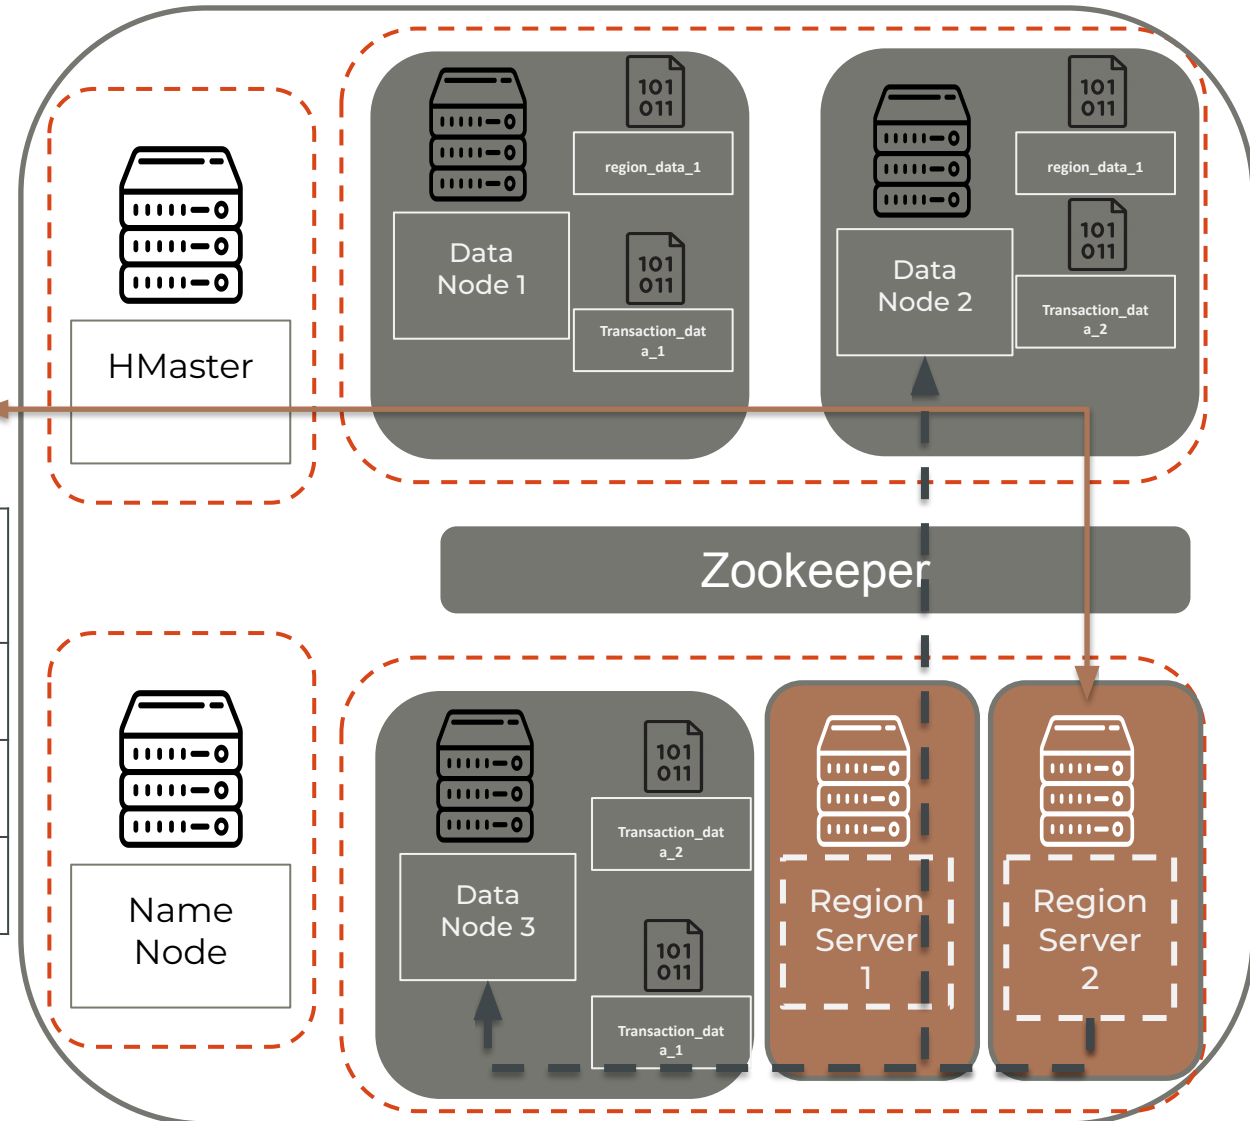 101
011
region_data_1
Data
Node 1
101
011
Transaction_dat
a_1
101
011
region_data_1
Data
Node 2
101
011
Transaction_dat
a_2
HMaster
Zookeeper
Name
Node
Data
Node 3
101
011
Transaction_dat
a_2
101
011
Transaction_dat
a_1
Region
Server
1
Region
Server
2